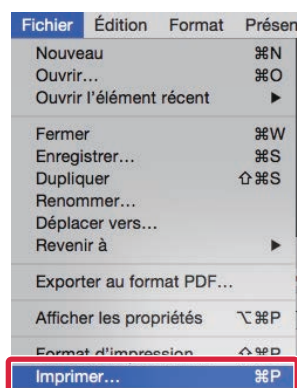 Fichier Édition Format Présen
Nouveau ⌘N
Ouvrir... ⌘O
Ouvrir l'élément récent ▶
Fermer ⌘W
Enregistrer... ⌘S
Dupliquer ⇧⌘S
Renommer...
Déplacer vers...
Revenir à ▶
Exporter au format PDF...
Afficher les propriétés ⌥⌘P
Format d'impression ⇧⌘P
Imprimer... ⌘P